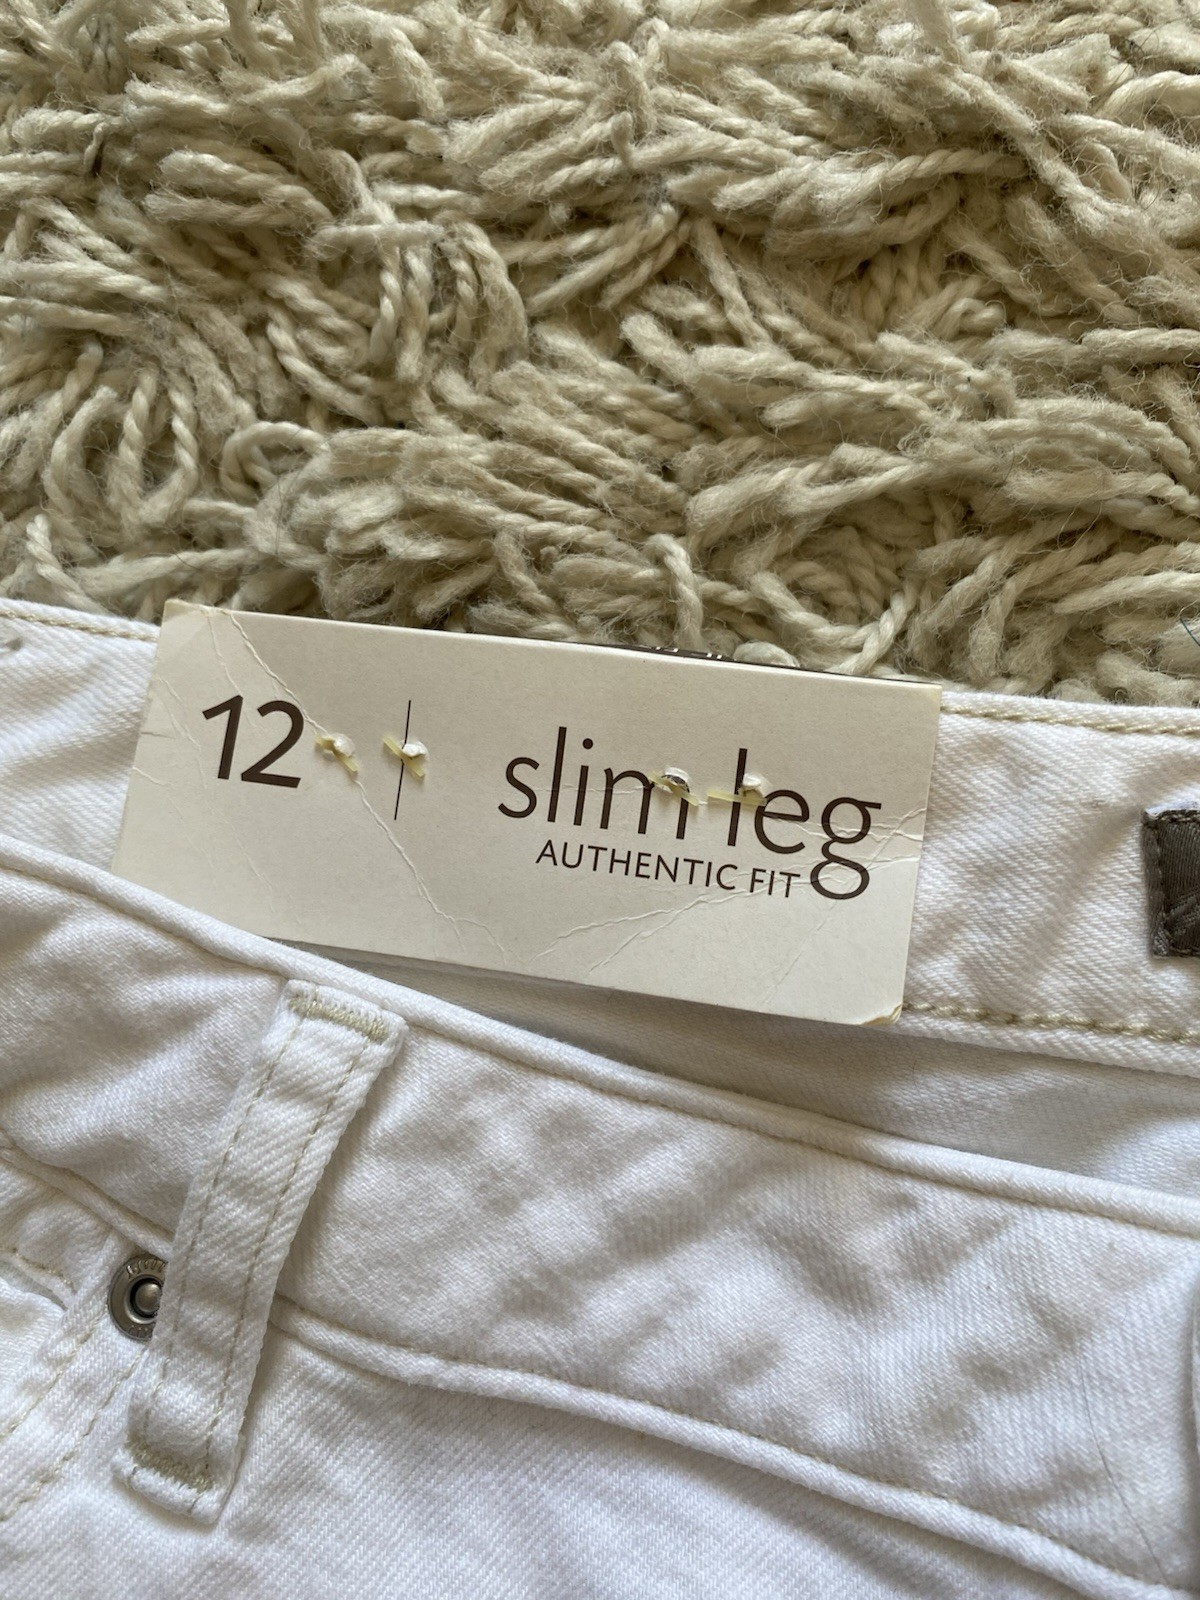 12 | slim leg
AUTHENTIC FIT